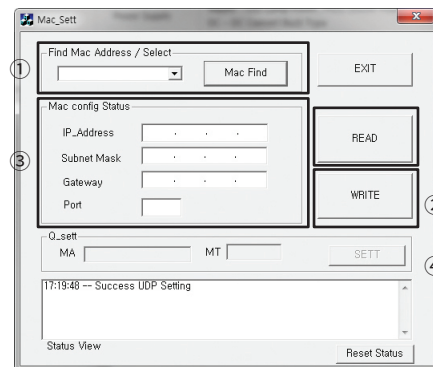 Mac_Sett
Find Mac Address / Select
①
Mac Find
EXIT
Mac config Status
③
IP_Address
Subnet Mask
Gateway
Port
READ
WRITE
Q_sett
MA
MT
SETT
17:19:48 -- Success UDP Setting
Status View
Reset Status